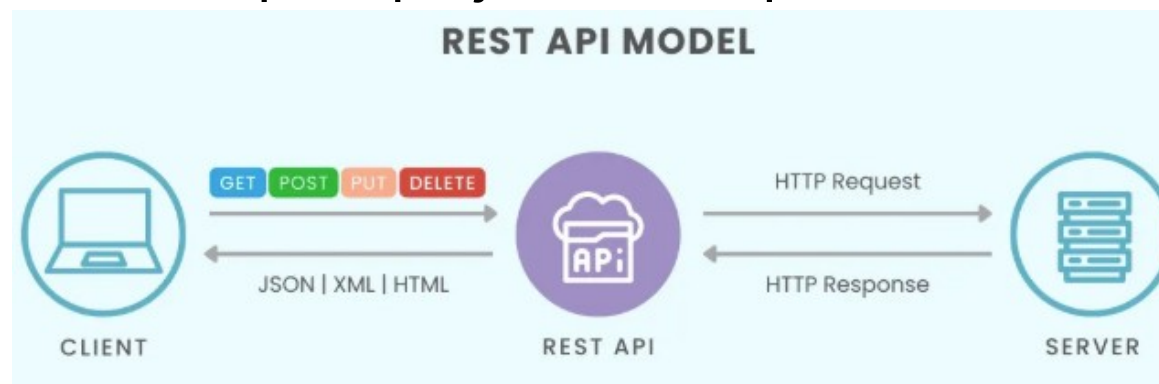 REST API MODEL
GET POST PUT DELETE
HTTP Request
API
JSON | XML | HTML
HTTP Response
CLIENT
REST API
SERVER